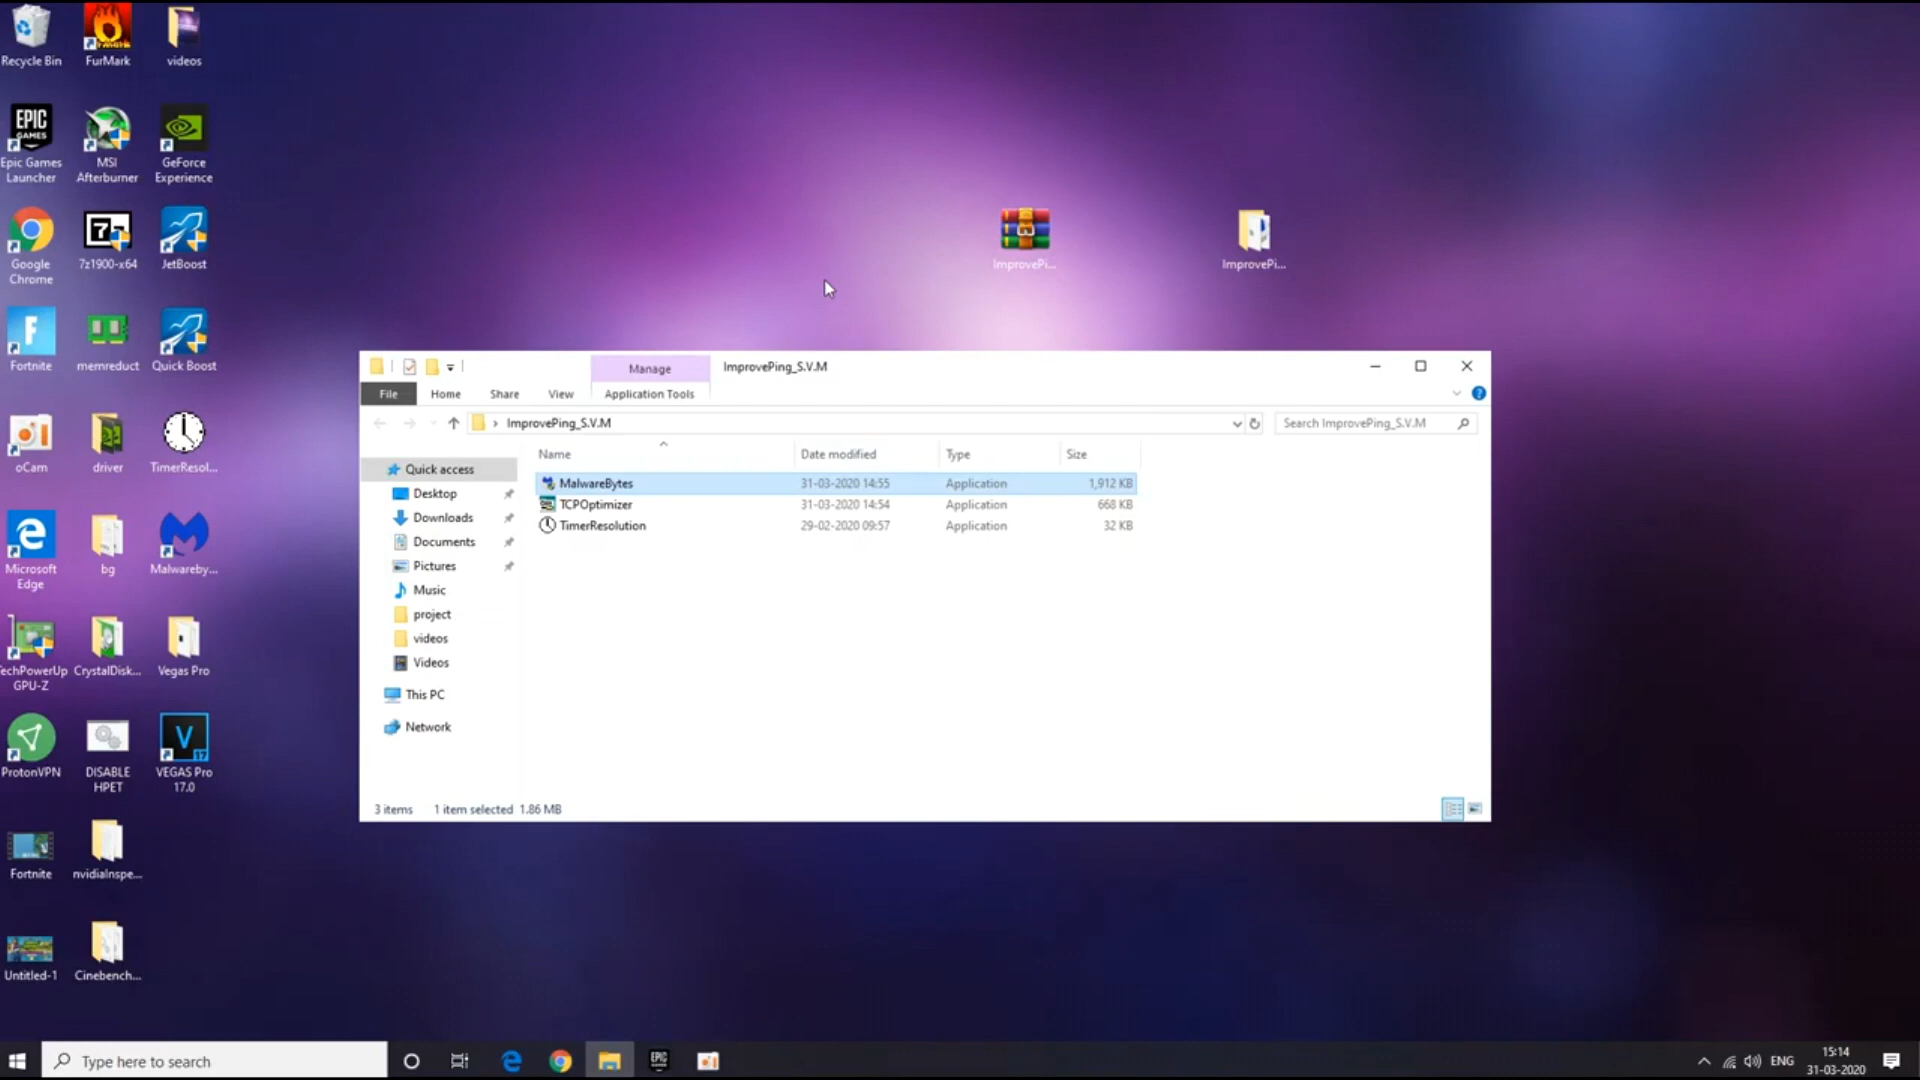 Recycle Bin
FurMark
videos
EPIC
GAMES
Epic Games
Launcher
MSI
Afterburner
GeForce
Experience
Google
Chrome
7z1900-x64
JetBoost
Fortnite
memreduct
Quick Boost
oCam
driver
TimerResol...
Microsoft
Edge
bg
Malwareby...
TechPowerUp
GPU-Z
CrystalDisk...
Vegas Pro
ProtonVPN
DISABLE
HPET
VEGAS Pro
17.0
Fortnite
nvidiaInspe...
Untitled-1
Cinebench...
ImprovePi...
ImprovePi...
Manage
ImprovePing_S.V.M
File
Home
Share
View
Application Tools
ImprovePing_S.V.M
Search ImprovePing_S.V.M
Name
Date modified
Type
Size
MalwareBytes
31-03-2020 14:55
Application
1,912 KB
TCPOptimizer
31-03-2020 14:54
Application
668 KB
TimerResolution
29-02-2020 09:57
Application
32 KB
Quick access
Desktop
Downloads
Documents
Pictures
Music
project
videos
Videos
This PC
Network
3 items
1 item selected 1.86 MB
Type here to search
EPIC
ENG
15:14
31-03-2020